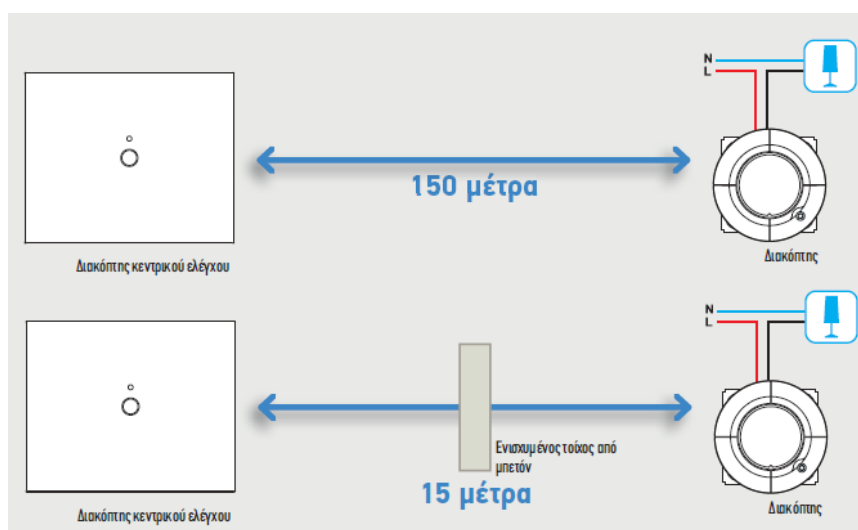 N
L
150 μέτρα
Διακόπτης κεντρικού ελέγχου
Διακόπτης
N
L
Ενισχυμένος τοίχος από
μπετόν
15 μέτρα
Διακόπτης κεντρικού ελέγχου
Διακόπτης